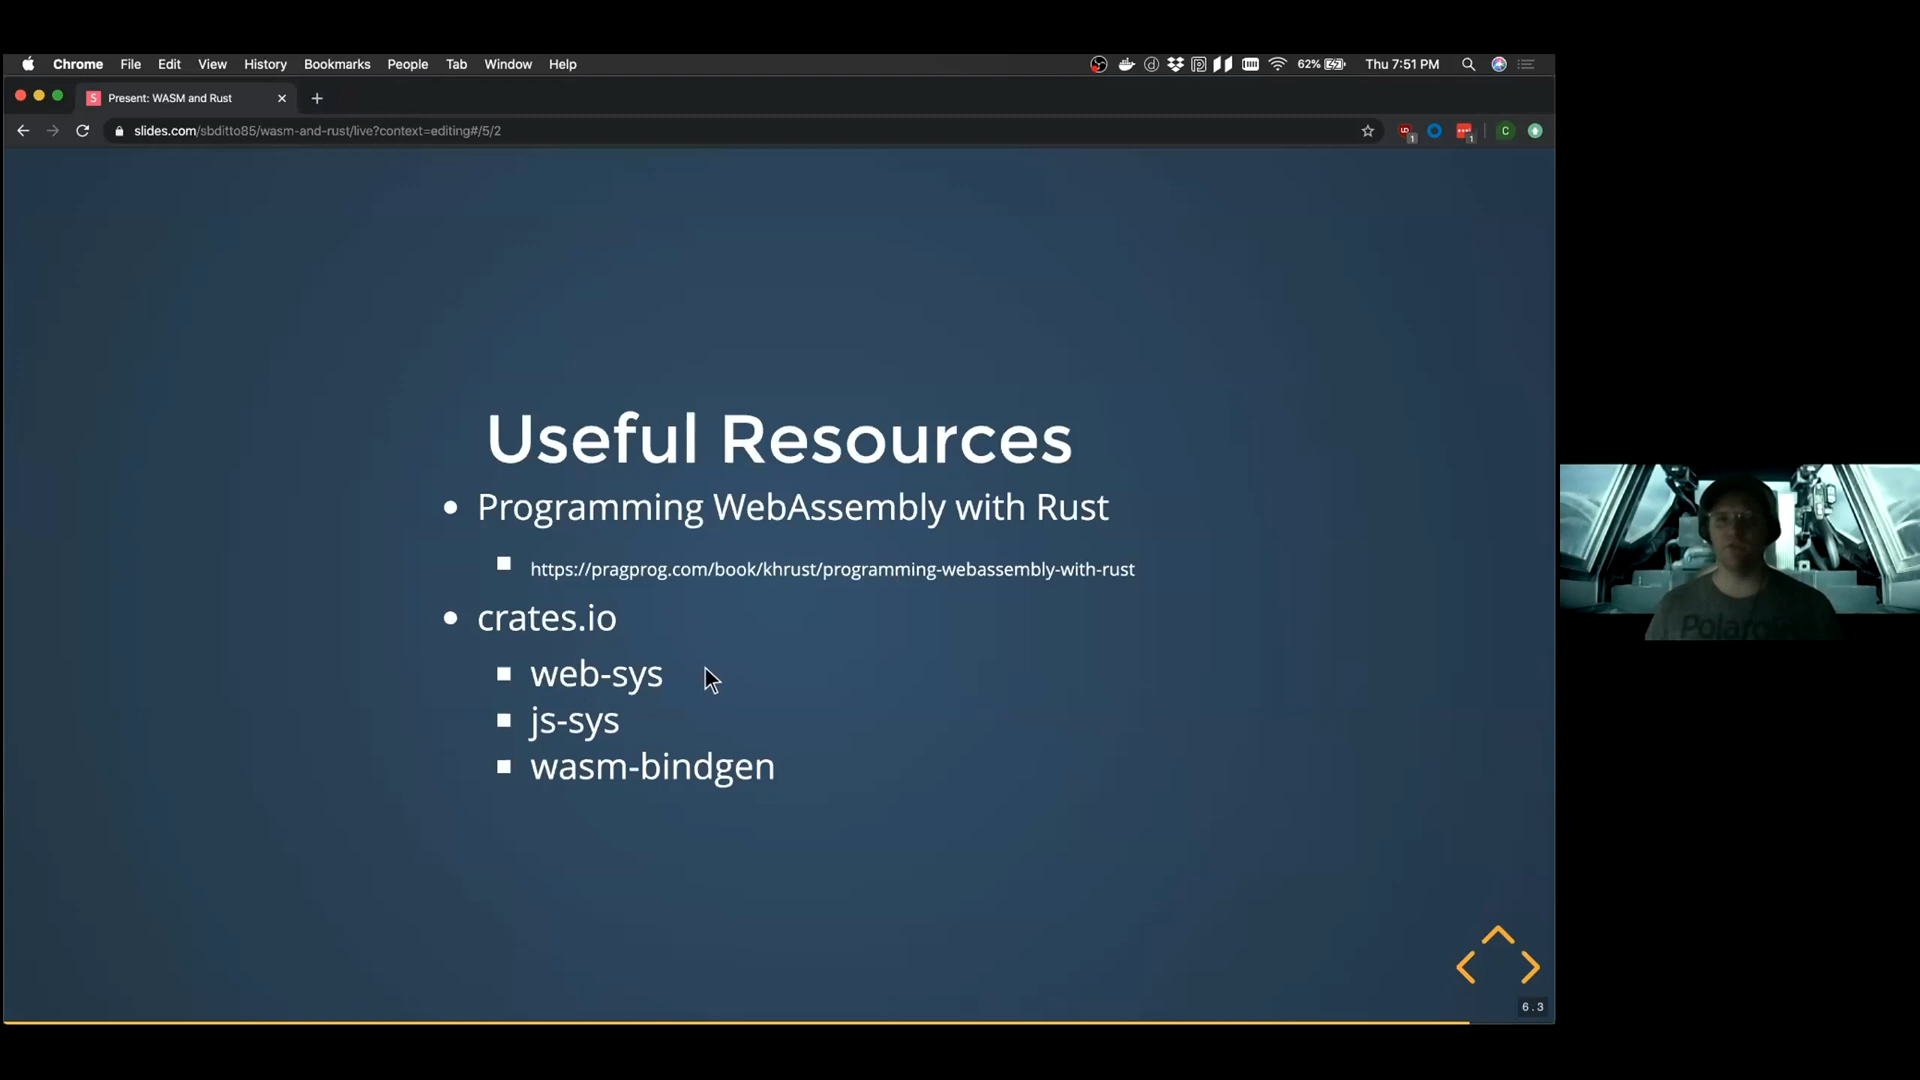 Chrome File Edit View History Bookmarks People Tab Window Help 62% Thu 7:51 PM
Present: WASM and Rust
slides.com/sbditto85/wasm-and-rust/live?context=editing#/5/2
Useful Resources
Programming WebAssembly with Rust
https://pragprog.com/book/khrust/programming-webassembly-with-rust
crates.io
web-sys
js-sys
wasm-bindgen
6.3